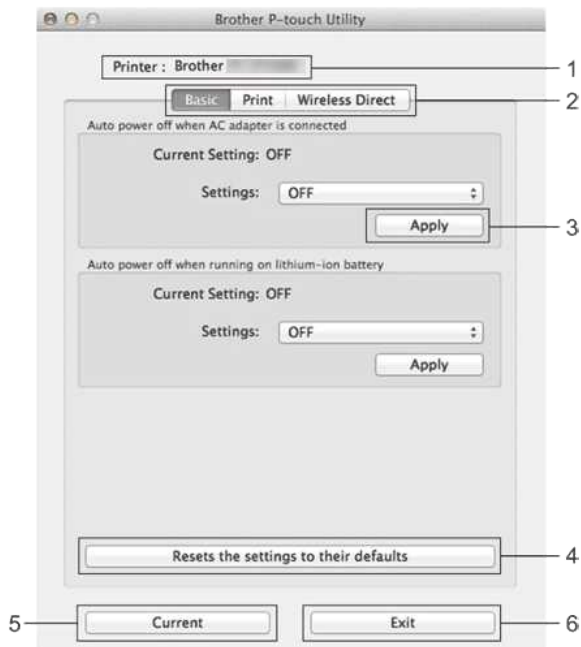 Brother P-touch Utility
Printer : Brother
1
Basic Print Wireless Direct
2
Auto power off when AC adapter is connected
Current Setting: OFF
Settings: OFF
Apply
3
Auto power off when running on lithium-ion battery
Current Setting: OFF
Settings: OFF
Apply
Resets the settings to their defaults
4
5
Current
Exit
6